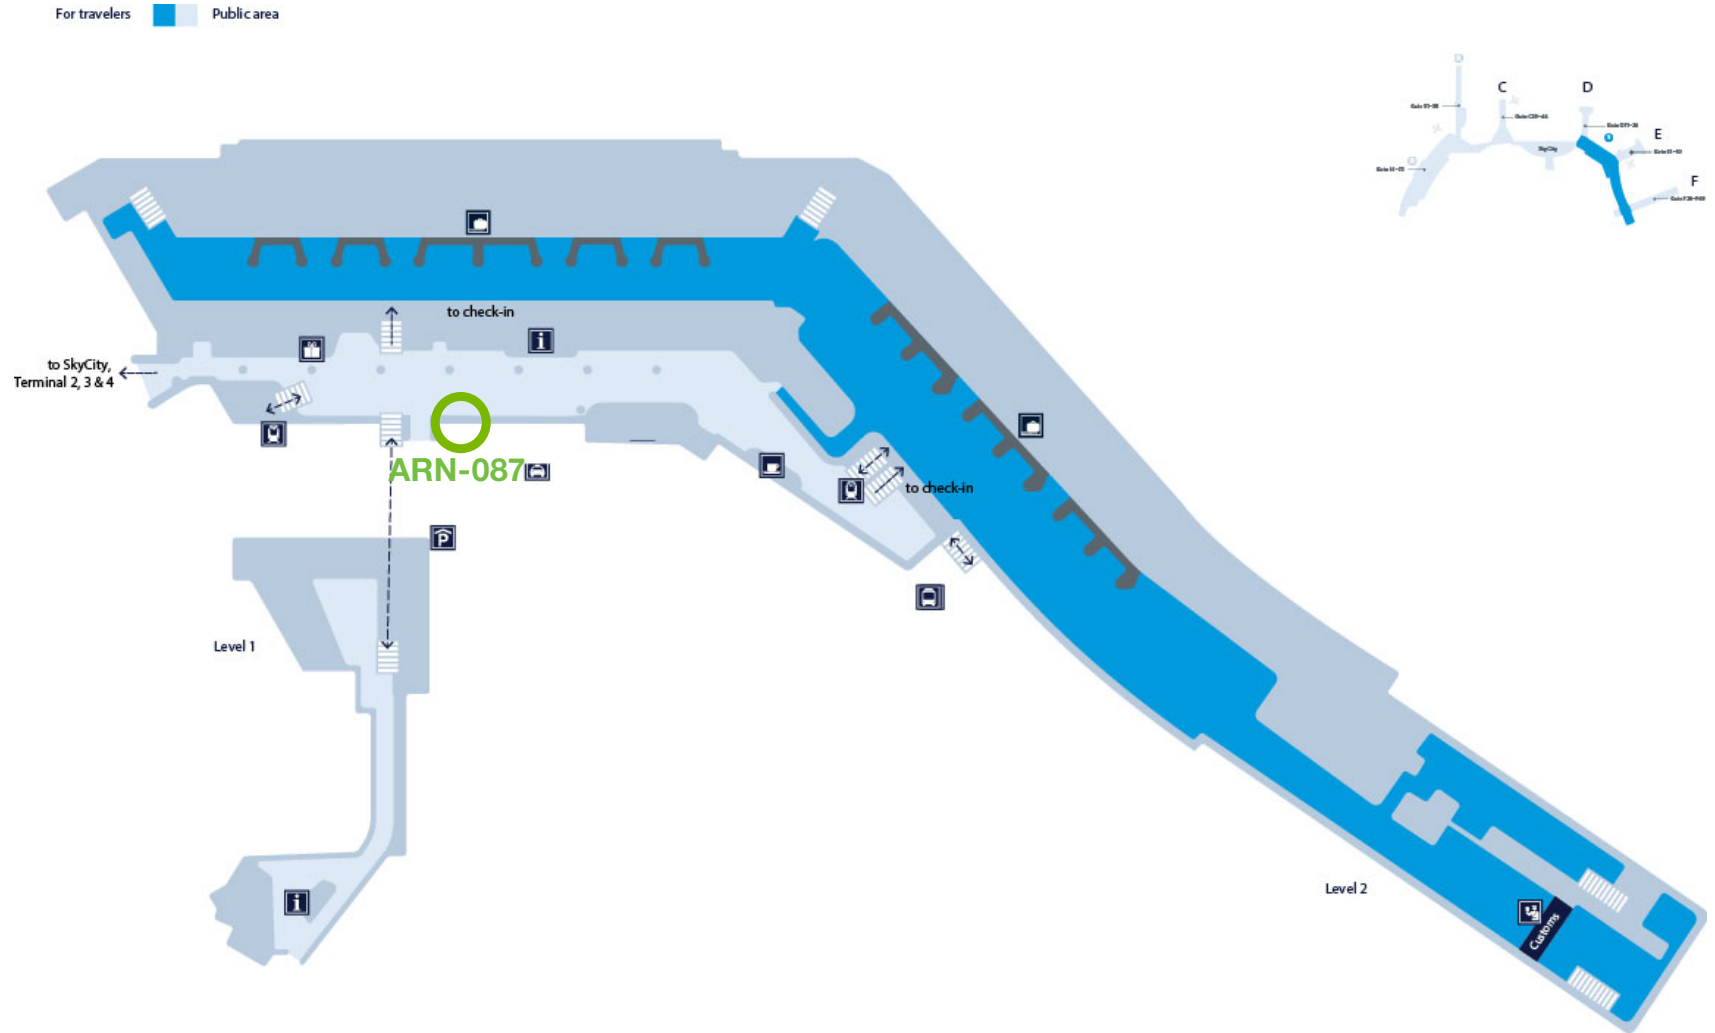 For travelers
Public area
C
D
E
F
SkyCity
to check-in
to SkyCity,
Terminal 2, 3 & 4
ARN-087
to check-in
P
Level 1
i
i
Level 2
Customs